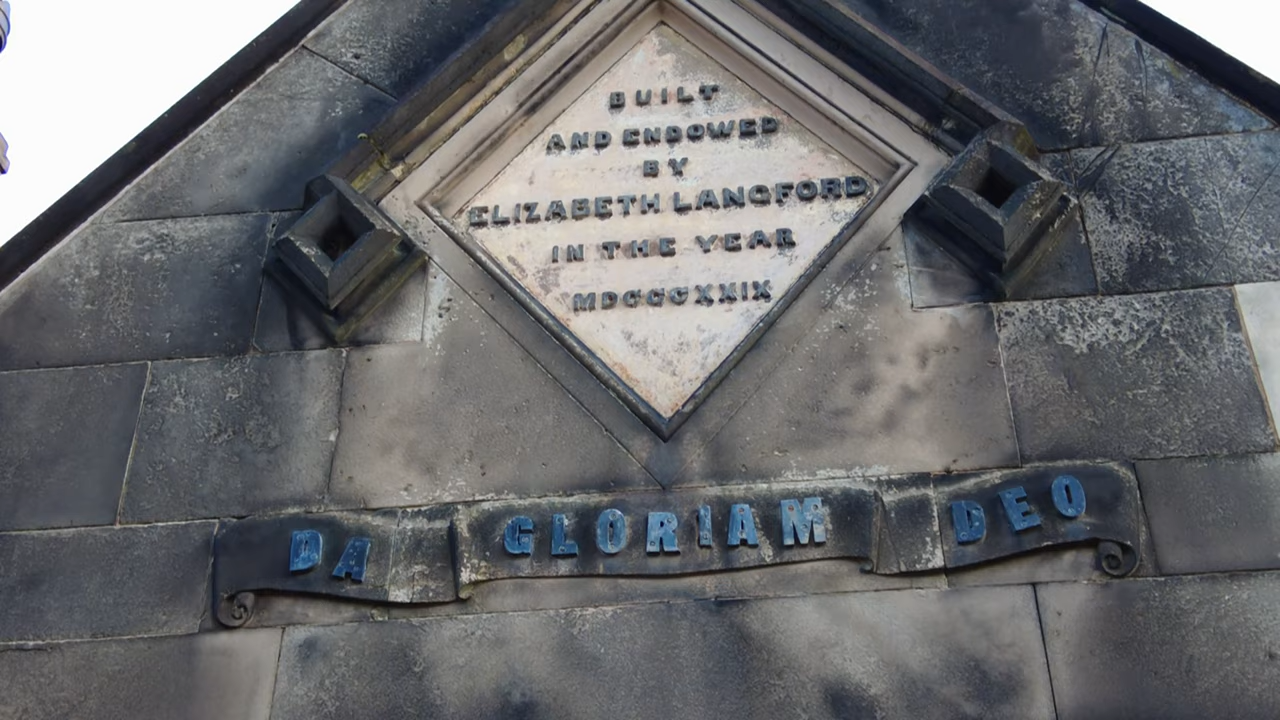 BUILT
AND ENDOWED
BY
ELIZABETH LANGFORD
IN THE YEAR
MDCCCXXIX
DA GLORIAM DEO